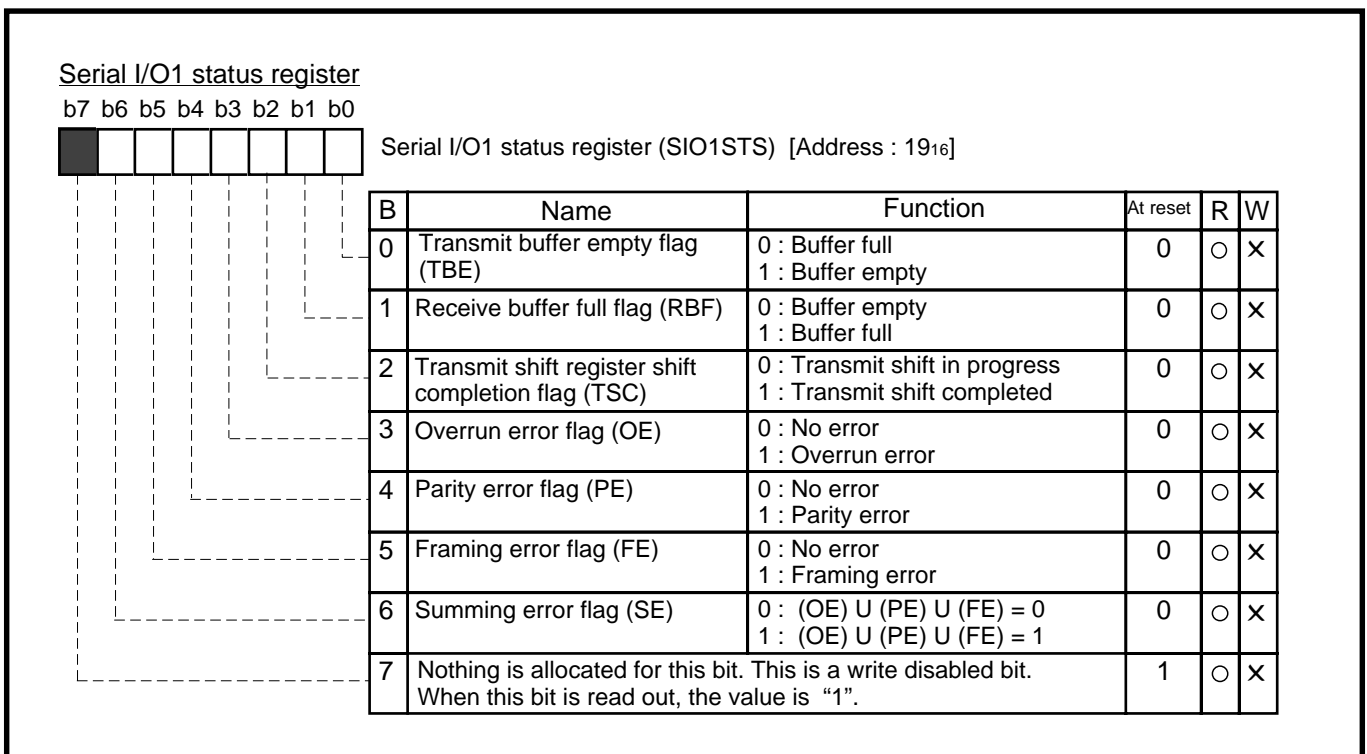 Serial I/O1 status register
b7 b6 b5 b4 b3 b2 b1 b0
Serial I/O1 status register (SIO1STS) [Address : 19₁₆]
B Name Function At reset R W
0 Transmit buffer empty flag (TBE) 0 : Buffer full 0 ○ ×
1 : Buffer empty
1 Receive buffer full flag (RBF) 0 : Buffer empty 0 ○ ×
1 : Buffer full
2 Transmit shift register shift completion flag (TSC) 0 : Transmit shift in progress 0 ○ ×
1 : Transmit shift completed
3 Overrun error flag (OE) 0 : No error 0 ○ ×
1 : Overrun error
4 Parity error flag (PE) 0 : No error 0 ○ ×
1 : Parity error
5 Framing error flag (FE) 0 : No error 0 ○ ×
1 : Framing error
6 Summing error flag (SE) 0 : (OE) U (PE) U (FE) = 0 0 ○ ×
1 : (OE) U (PE) U (FE) = 1
7 Nothing is allocated for this bit. This is a write disabled bit. 1 ○ ×
When this bit is read out, the value is “1”.